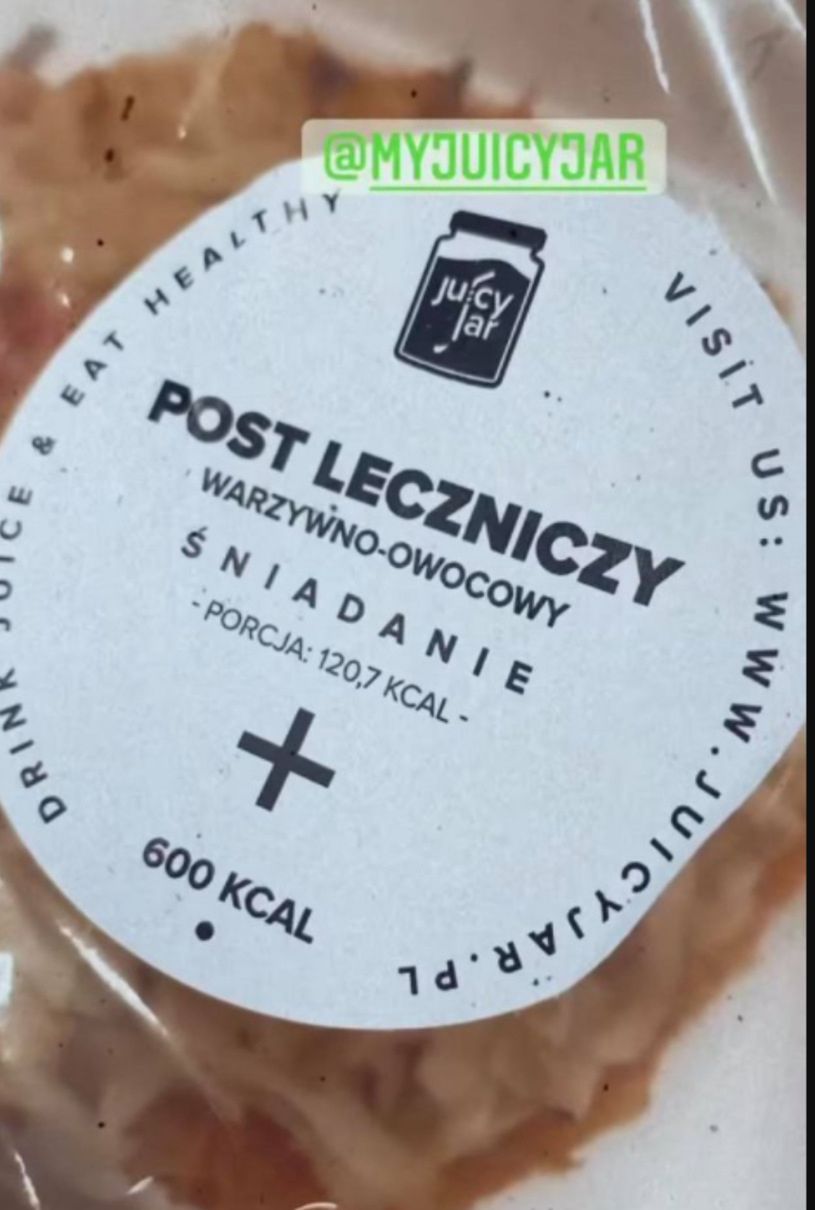 @MYJUICYJAR
juicy
jar
DRINK JUICE & EAT HEALTHY
VISIT US: WWW.JUICYJAR.PL
POST LECZNICZY
WARZYWNO-OWOCOWY
ŚNIADANIE
- PORCJA: 120,7 KCAL -
+
600 KCAL